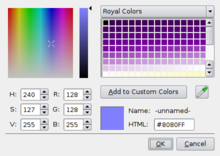 Royal Colors
H: 240 R: 128
S: 127 G: 128
V: 255 B: 255
Add to Custom Colors
Name: -unnamed-
HTML: #8080FF
OK Cancel